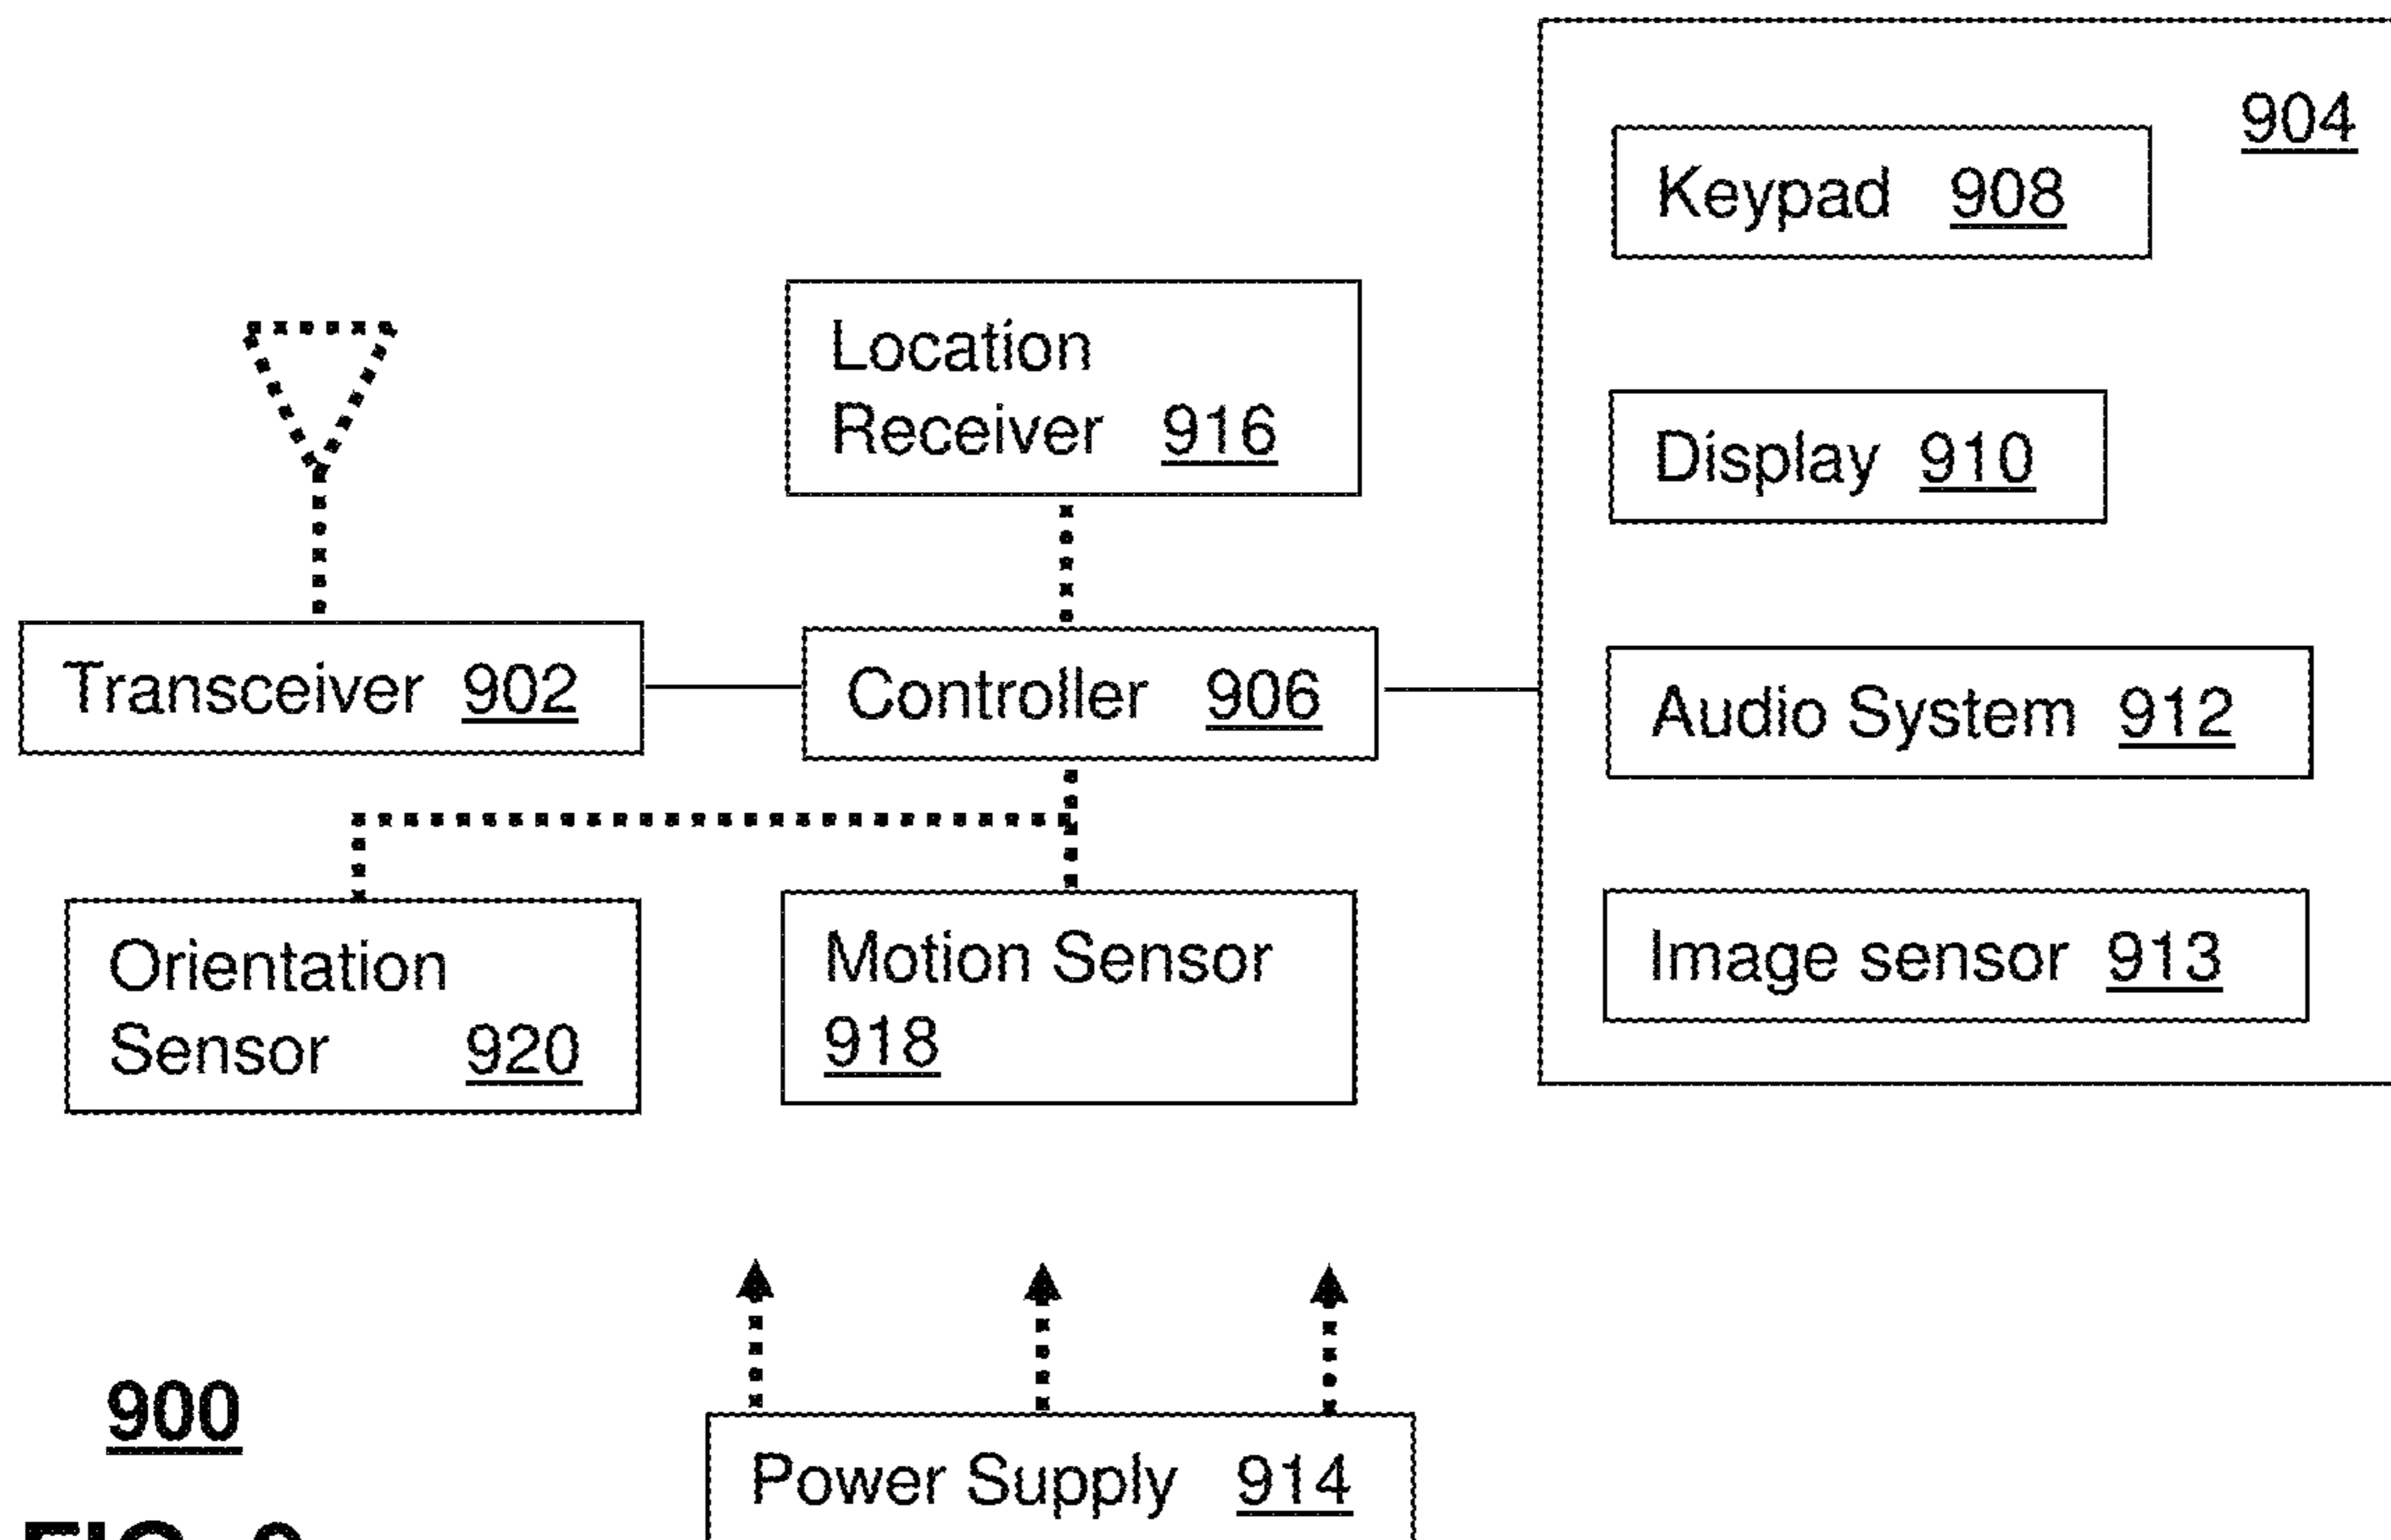 904
Keypad 908
Location
Receiver 916
Display 910
Transceiver 902
Controller 906
Audio System 912
Orientation
Sensor 920
Motion Sensor
918
Image sensor 913
900
Power Supply 914